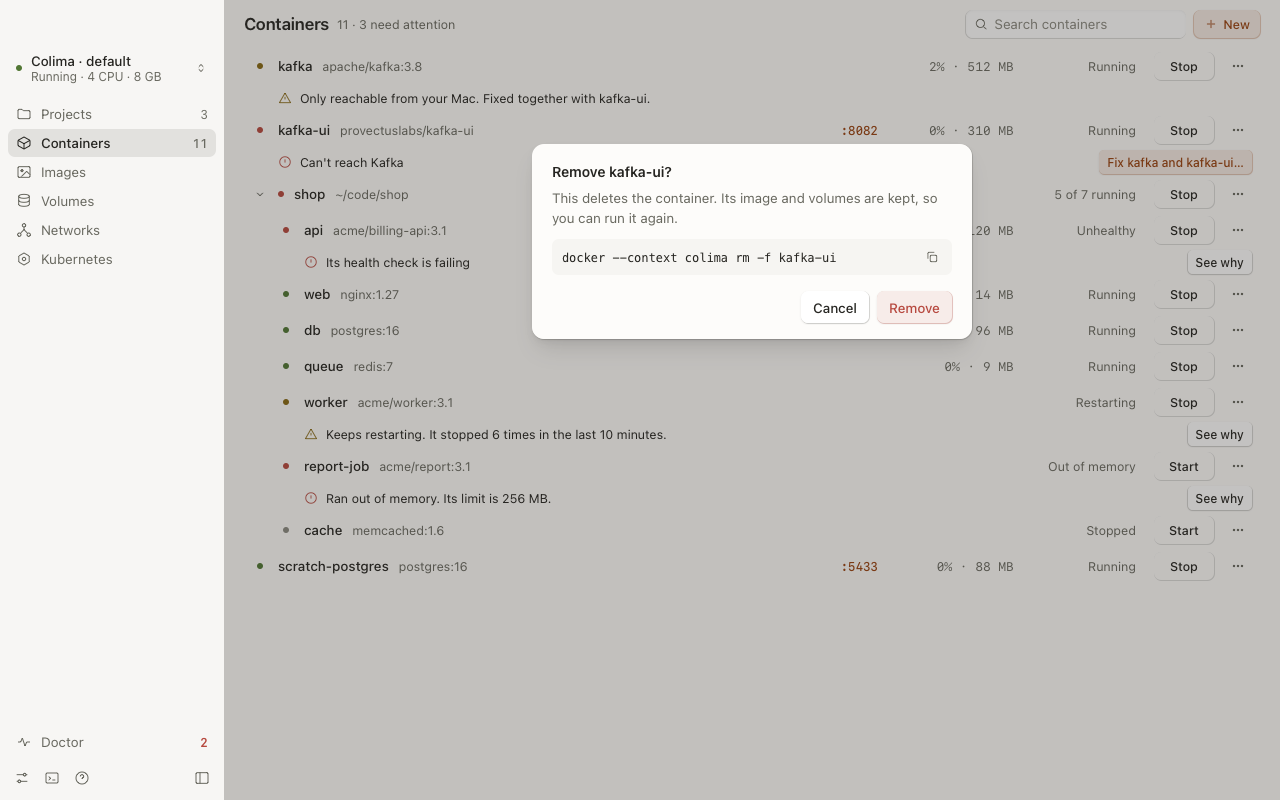 Containers 11 · 3 need attention
Search containers
+ New
Colima · default
Running · 4 CPU · 8 GB
Projects 3
Containers 11
Images
Volumes
Networks
Kubernetes
Doctor 2
kafka apache/kafka:3.8 2% · 512 MB Running Stop ···
Only reachable from your Mac. Fixed together with kafka-ui.
kafka-ui provectuslabs/kafka-ui :8082 0% · 310 MB Running Stop ···
Can't reach Kafka Fix kafka and kafka-ui…
shop ~/code/shop 5 of 7 running Stop ···
api acme/billing-api:3.1 20 MB Unhealthy Stop ···
Its health check is failing See why
web nginx:1.27 14 MB Running Stop ···
db postgres:16 96 MB Running Stop ···
queue redis:7 0% · 9 MB Running Stop ···
worker acme/worker:3.1 Restarting Stop ···
Keeps restarting. It stopped 6 times in the last 10 minutes. See why
report-job acme/report:3.1 Out of memory Start ···
Ran out of memory. Its limit is 256 MB. See why
cache memcached:1.6 Stopped Start ···
scratch-postgres postgres:16 :5433 0% · 88 MB Running Stop ···
Remove kafka-ui?
This deletes the container. Its image and volumes are kept, so
you can run it again.
docker --context colima rm -f kafka-ui
Cancel Remove